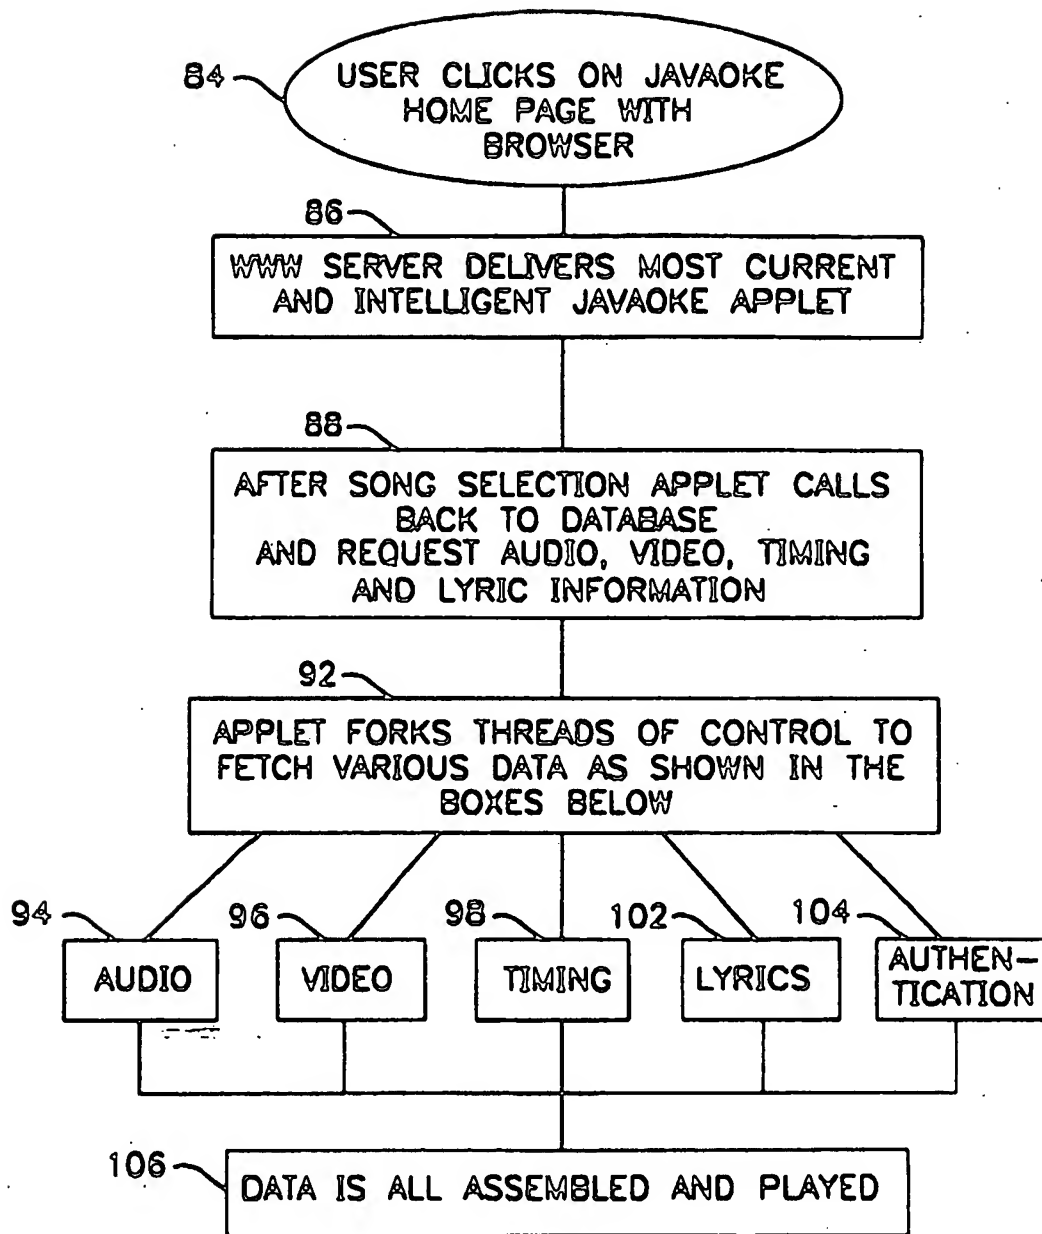 84
USER CLICKS ON JAVAOKE
HOME PAGE WITH
BROWSER
86
WWW SERVER DELIVERS MOST CURRENT
AND INTELLIGENT JAVAOKE APPLET
88
AFTER SONG SELECTION APPLET CALLS
BACK TO DATABASE
AND REQUEST AUDIO, VIDEO, TIMING
AND LYRIC INFORMATION
92
APPLET FORKS THREADS OF CONTROL TO
FETCH VARIOUS DATA AS SHOWN IN THE
BOXES BELOW
94
AUDIO
96
VIDEO
98
TIMING
102
LYRICS
104
AUTHEN-
TICATION
106
DATA IS ALL ASSEMBLED AND PLAYED